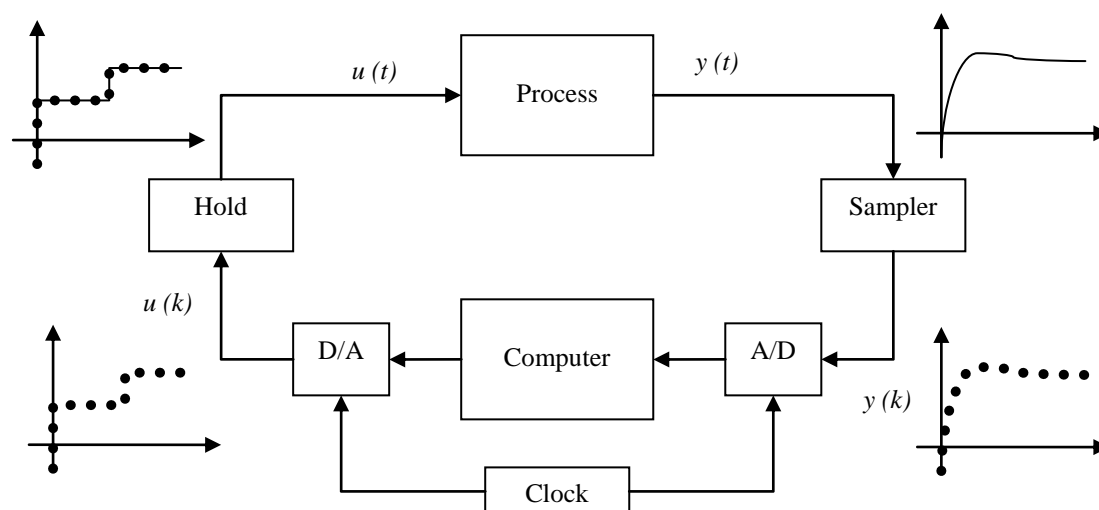 u (t)
y (t)
Process
Hold
Sampler
u (k)
D/A
Computer
A/D
y (k)
Clock